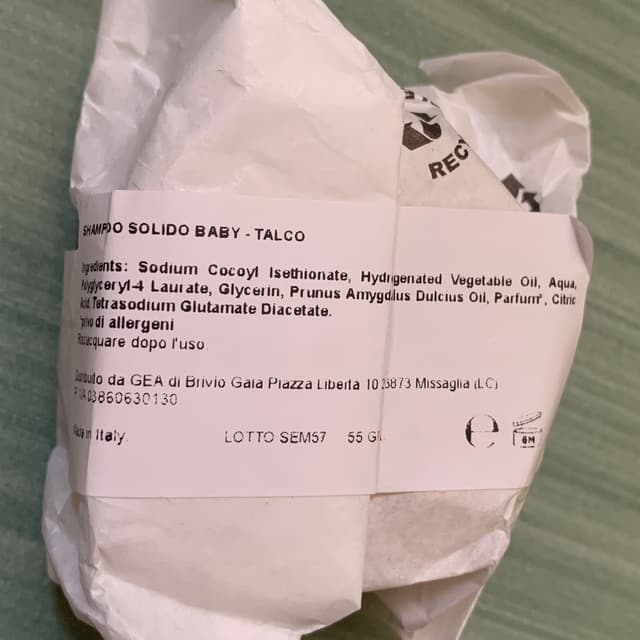 RECY
SHAMPOO SOLIDO BABY - TALCO
Ingredients: Sodium Cocoyl Isethionate, Hydrogenated Vegetable Oil, Aqua,
Polyglyceryl-4 Laurate, Glycerin, Prunus Amygdalus Dulcius Oil, Parfum*, Citric
Acid, Tetrasodium Glutamate Diacetate.
*privo di allergeni
Risciacquare dopo l'uso
Distribuito da GEA di Brivio Gaia Piazza Libertà 10 23873 Missaglia (LC)
P.IVA 03860630130
Made in Italy. LOTTO SEM57 55 GR e 6M